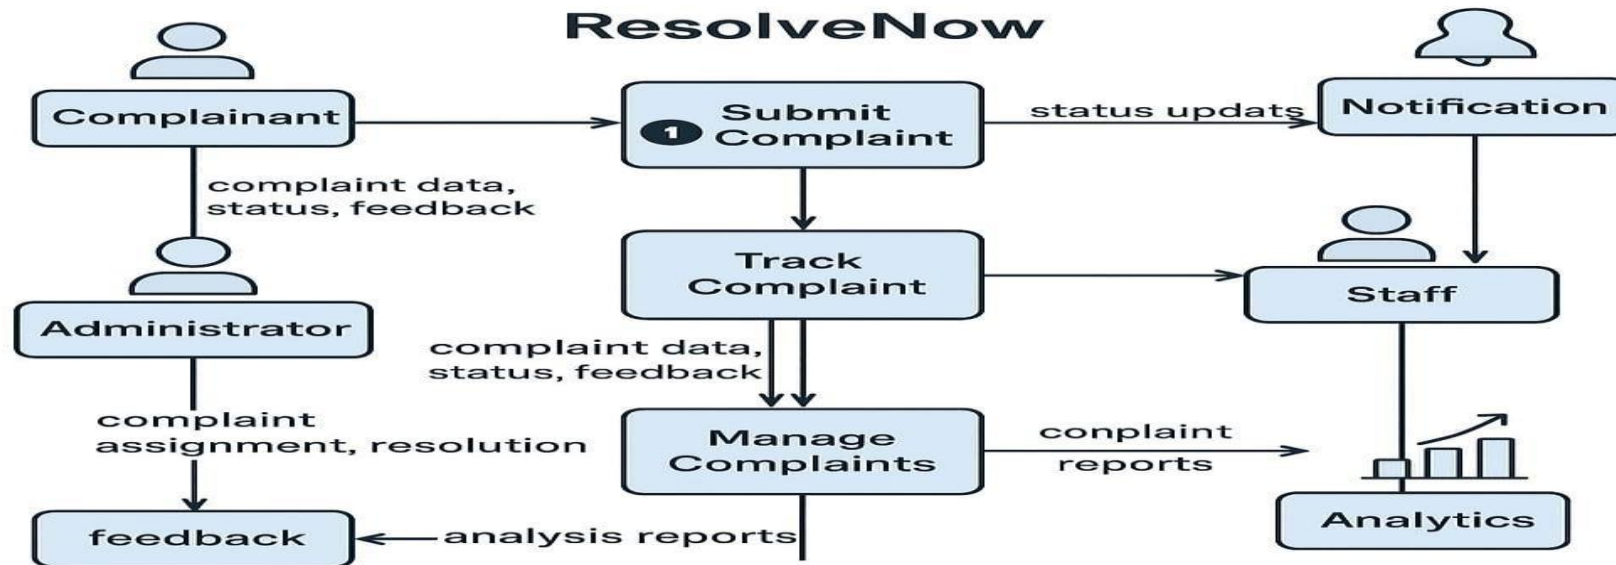 ResolveNow
Complainant
1
Submit
Complaint
status updats
Notification
complaint data,
status, feedback
Track
Complaint
Staff
Administrator
complaint data,
status, feedback
complaint
assignment, resolution
Manage
Complaints
conplaint
reports
feedback
analysis reports
Analytics